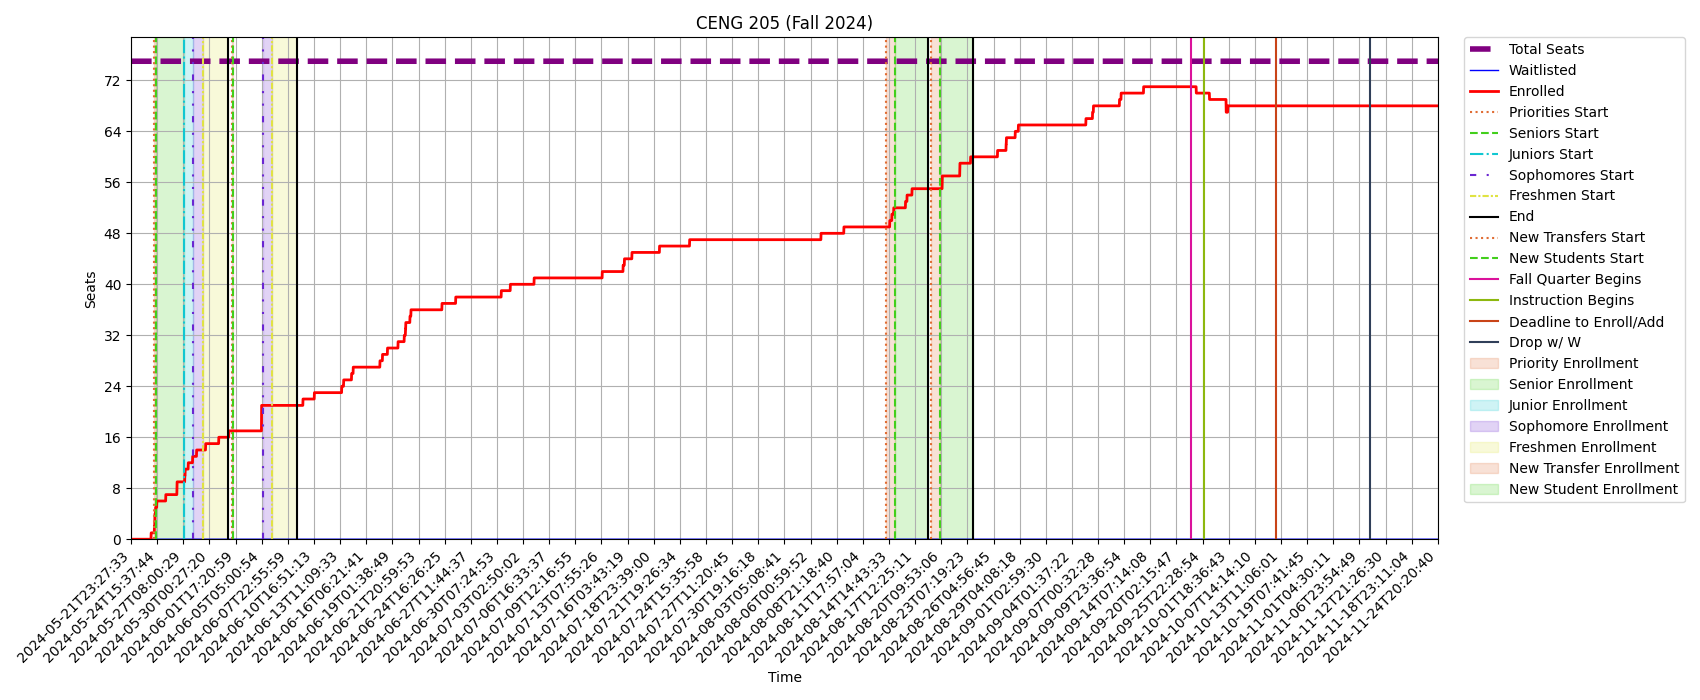 CENG 205 (Fall 2024)
Seats
72
64
56
48
40
32
24
16
8
0
2024-05-21T23:27:33
2024-05-24T15:37:44
2024-05-27T08:00:29
2024-05-30T00:27:20
2024-06-01T17:20:59
2024-06-05T05:00:54
2024-06-07T22:55:59
2024-06-10T16:51:13
2024-06-13T11:09:33
2024-06-16T06:21:41
2024-06-19T01:38:49
2024-06-21T20:59:53
2024-06-24T16:26:25
2024-06-27T11:44:37
2024-06-30T07:24:53
2024-07-03T02:50:02
2024-07-06T16:33:37
2024-07-09T12:16:55
2024-07-13T07:55:26
2024-07-16T03:43:19
2024-07-18T23:39:00
2024-07-21T19:26:34
2024-07-24T15:35:58
2024-07-27T11:20:45
2024-07-30T19:16:18
2024-08-03T05:08:41
2024-08-06T00:59:52
2024-08-08T21:18:40
2024-08-11T17:57:04
2024-08-14T14:43:33
2024-08-17T12:25:11
2024-08-20T09:53:06
2024-08-23T07:19:23
2024-08-26T04:56:45
2024-08-29T04:08:18
2024-09-01T02:59:30
2024-09-04T01:37:22
2024-09-07T00:32:28
2024-09-09T23:36:54
2024-09-14T07:14:08
2024-09-20T02:15:47
2024-09-25T22:28:54
2024-10-01T18:36:43
2024-10-07T14:14:10
2024-10-13T11:06:01
2024-10-19T07:41:45
2024-11-01T04:30:11
2024-11-06T23:54:49
2024-11-12T21:26:30
2024-11-18T23:11:04
2024-11-24T20:20:40
Time
Total Seats
Waitlisted
Enrolled
Priorities Start
Seniors Start
Juniors Start
Sophomores Start
Freshmen Start
End
New Transfers Start
New Students Start
Fall Quarter Begins
Instruction Begins
Deadline to Enroll/Add
Drop w/ W
Priority Enrollment
Senior Enrollment
Junior Enrollment
Sophomore Enrollment
Freshmen Enrollment
New Transfer Enrollment
New Student Enrollment